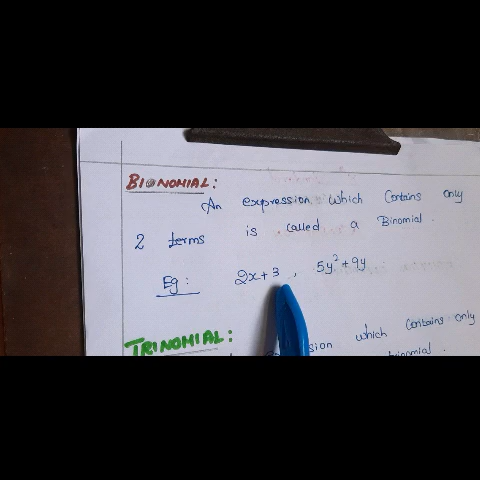 BINOMIAL:
An expression which Contains only
2 terms is called a Binomial.
Eg: 2x+3, 5y²+9y
TRINOMIAL:
which contains only